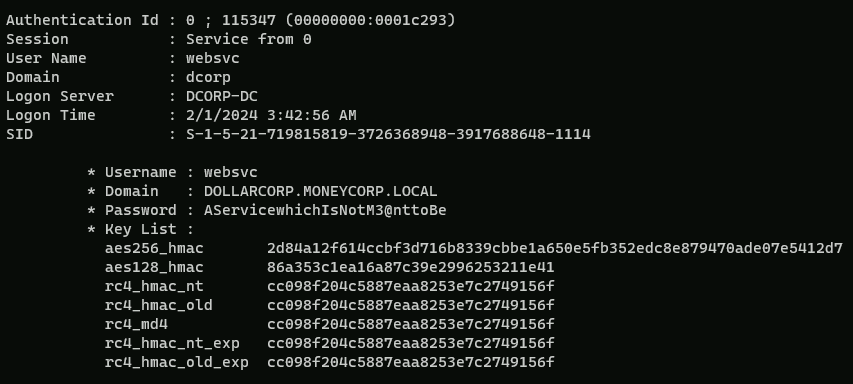 Authentication Id : 0 ; 115347 (00000000:0001c293)
Session           : Service from 0
User Name         : websvc
Domain            : dcorp
Logon Server      : DCORP-DC
Logon Time        : 2/1/2024 3:42:56 AM
SID               : S-1-5-21-719815819-3726368948-3917688648-1114

         * Username : websvc
         * Domain   : DOLLARCORP.MONEYCORP.LOCAL
         * Password : AServicewhichIsNotM3@nttoBe
         * Key List :
           aes256_hmac       2d84a12f614ccbf3d716b8339cbbe1a650e5fb352edc8e879470ade07e5412d7
           aes128_hmac       86a353c1ea16a87c39e2996253211e41
           rc4_hmac_nt       cc098f204c5887eaa8253e7c2749156f
           rc4_hmac_old      cc098f204c5887eaa8253e7c2749156f
           rc4_md4           cc098f204c5887eaa8253e7c2749156f
           rc4_hmac_nt_exp   cc098f204c5887eaa8253e7c2749156f
           rc4_hmac_old_exp  cc098f204c5887eaa8253e7c2749156f